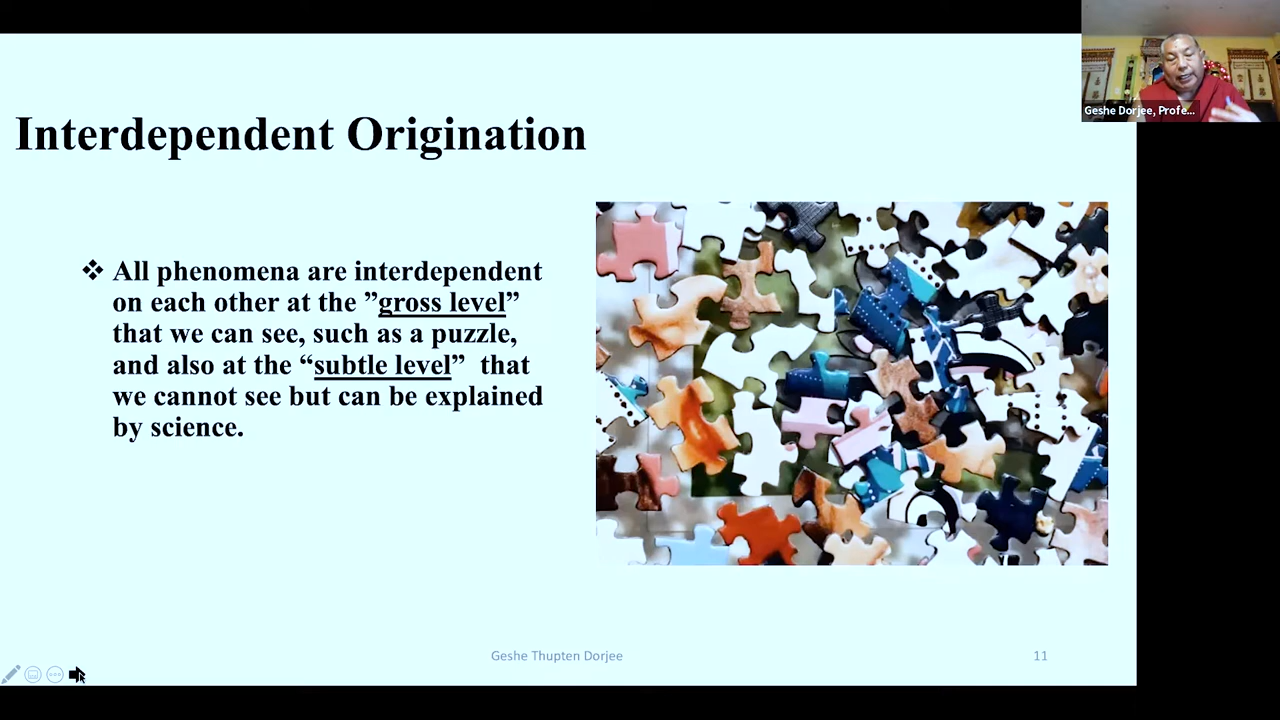 Geshe Dorjee, Profe...
Interdependent Origination
❖ All phenomena are interdependent
on each other at the ”gross level”
that we can see, such as a puzzle,
and also at the “subtle level” that
we cannot see but can be explained
by science.
Geshe Thupten Dorjee
11